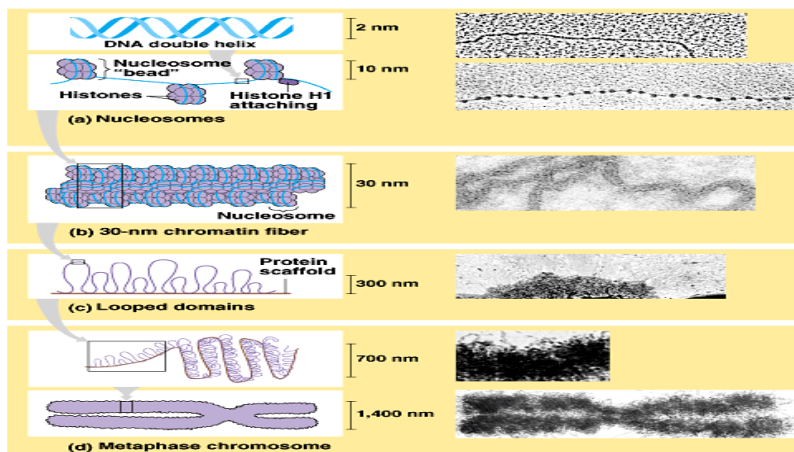 DNA double helix
2 nm
Nucleosome
"bead"
10 nm
Histones
Histone H1
attaching
(a) Nucleosomes
30 nm
Nucleosome
(b) 30-nm chromatin fiber
Protein
scaffold
300 nm
(c) Looped domains
700 nm
1,400 nm
(d) Metaphase chromosome